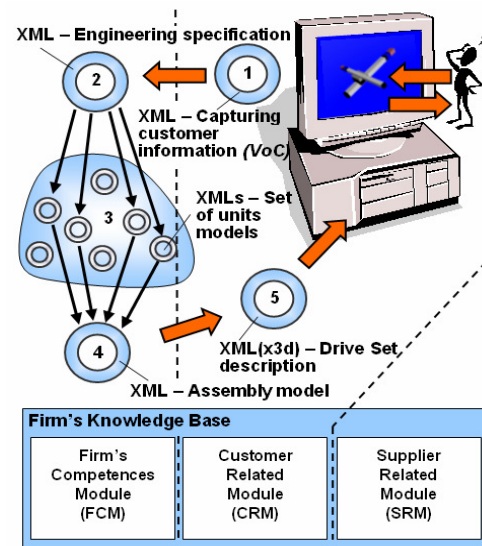 XML – Engineering specification
2
1
XML – Capturing
customer
information (VoC)
XMLs – Set
of units
models
3
5
4
XML(x3d) – Drive Set
description
XML – Assembly model
Firm's Knowledge Base
Firm's
Competences
Module
(FCM)
Customer
Related
Module
(CRM)
Supplier
Related
Module
(SRM)